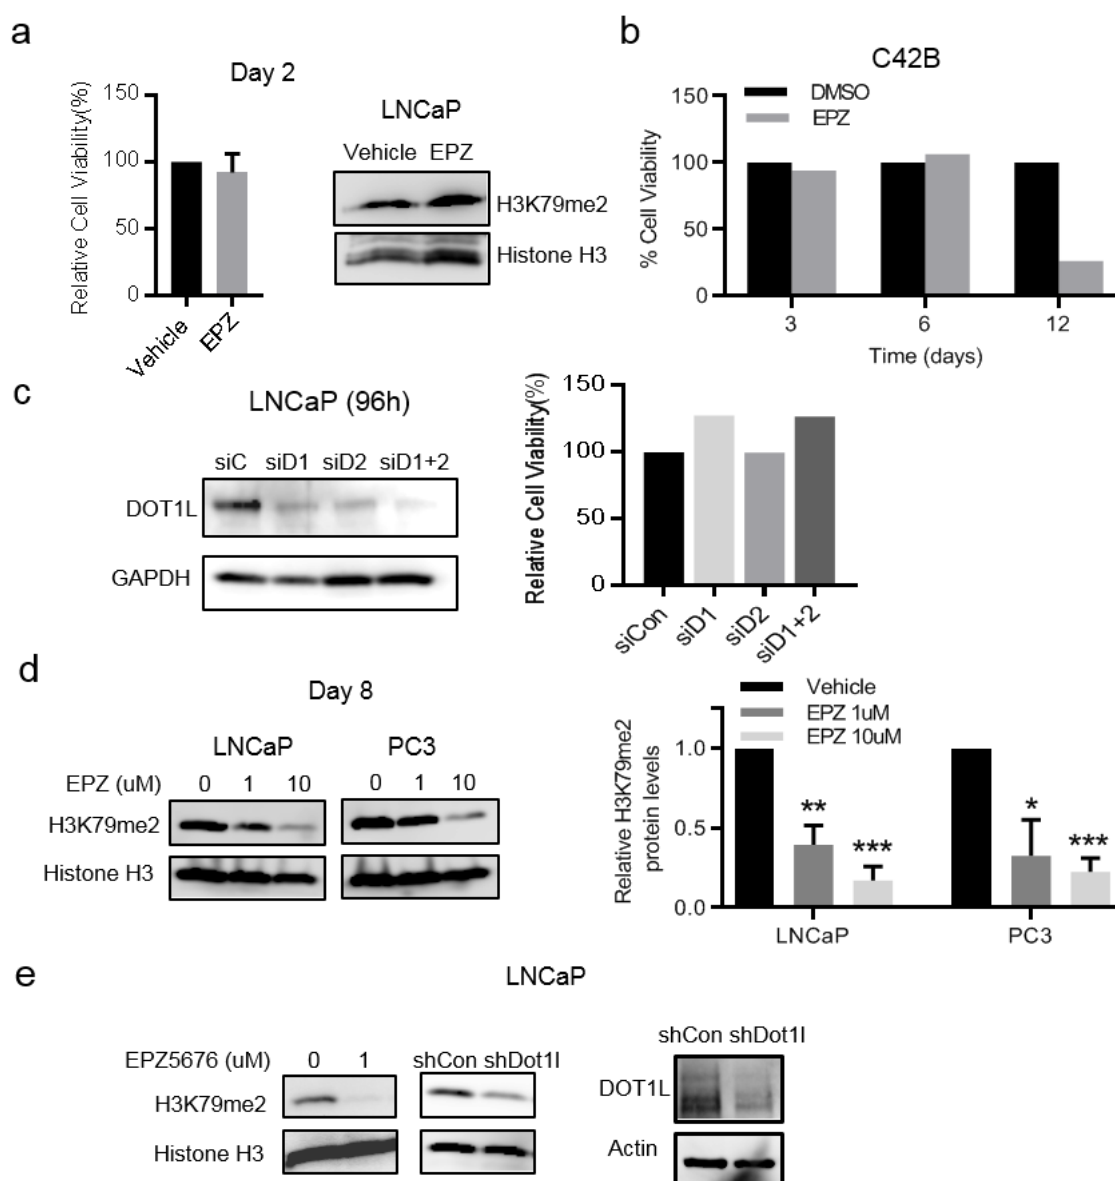 a
Day 2
150
100
50
0
Relative Cell Viability(%)
Vehicle
EPZ
LNCaP
Vehicle EPZ
H3K79me2
Histone H3
b
C42B
DMSO
EPZ
150
100
50
0
% Cell Viability
3 6 12
Time (days)
c
LNCaP (96h)
siC siD1 siD2 siD1+2
DOT1L
GAPDH
150
100
50
0
Relative Cell Viability(%)
siCon
siD1
siD2
siD1+2
d
Day 8
LNCaP PC3
EPZ (uM) 0 1 10 0 1 10
H3K79me2
Histone H3
Vehicle
EPZ 1uM
EPZ 10uM
1.0
0.5
0.0
Relative H3K79me2
protein levels
** *** * ***
LNCaP PC3
e
LNCaP
EPZ5676 (uM) 0 1 shCon shDot1l
H3K79me2
Histone H3
shCon shDot1l
DOT1L
Actin